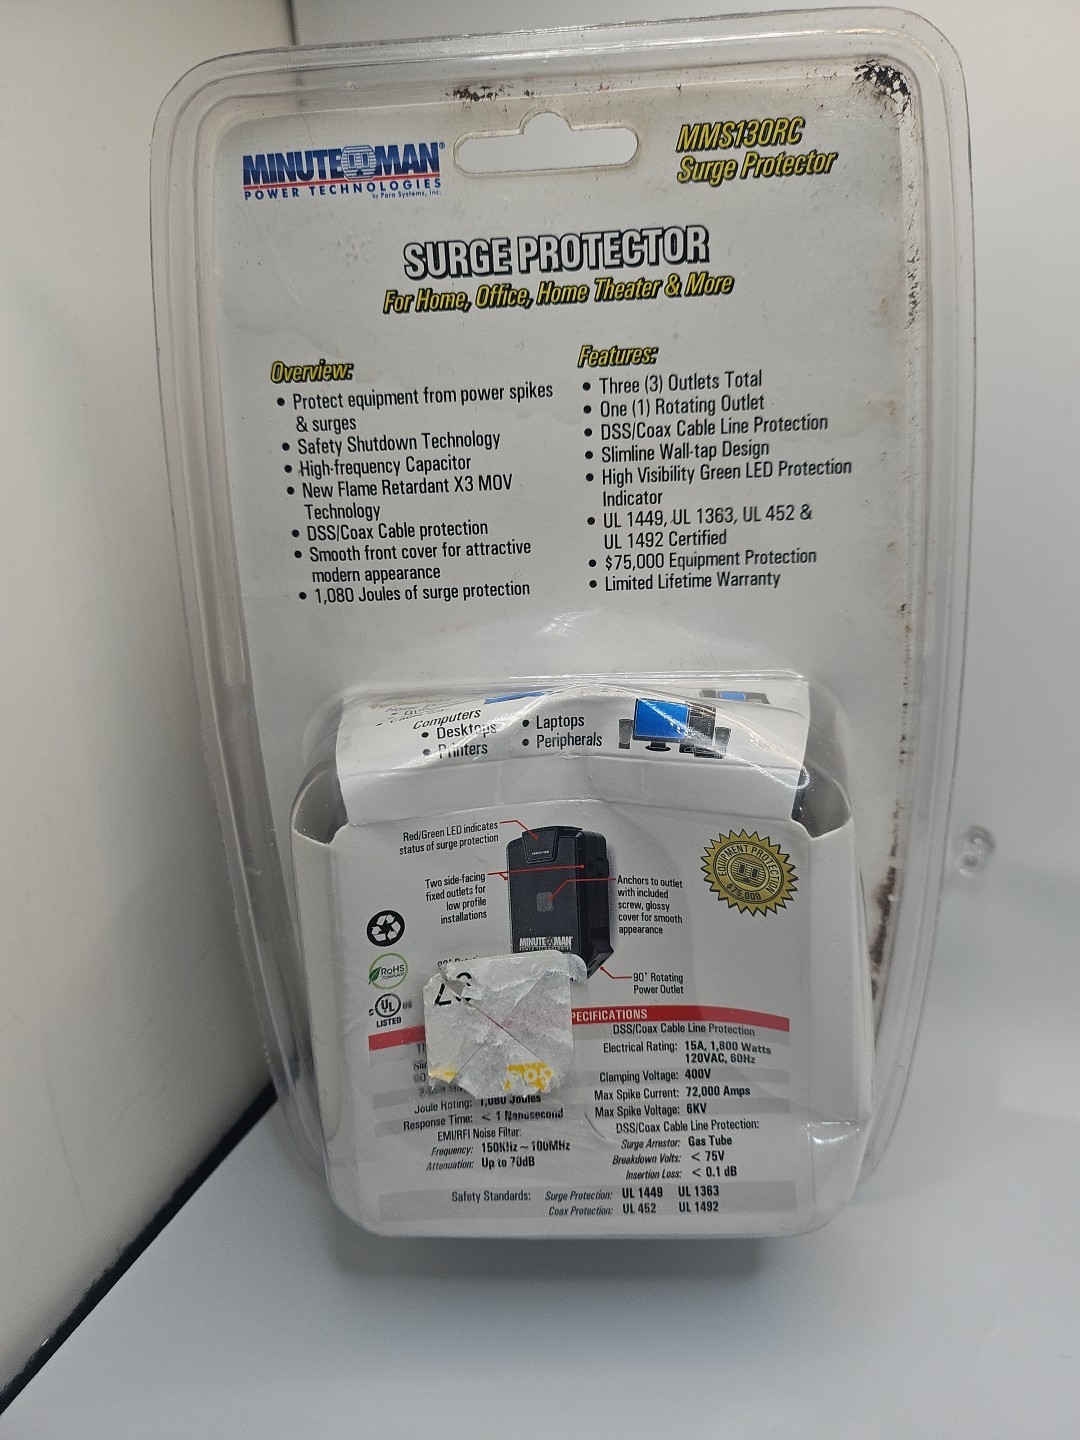 MINUTEMAN®
POWER TECHNOLOGIES
by Para Systems, Inc.
MMS130RC
Surge Protector
SURGE PROTECTOR
For Home, Office, Home Theater & More
Overview:
• Protect equipment from power spikes
& surges
• Safety Shutdown Technology
• High-frequency Capacitor
• New Flame Retardant X3 MOV
Technology
• DSS/Coax Cable protection
• Smooth front cover for attractive
modern appearance
• 1,080 Joules of surge protection
Features:
• Three (3) Outlets Total
• One (1) Rotating Outlet
• DSS/Coax Cable Line Protection
• Slimline Wall-tap Design
• High Visibility Green LED Protection
Indicator
• UL 1449, UL 1363, UL 452 &
UL 1492 Certified
• $75,000 Equipment Protection
• Limited Lifetime Warranty
Computers
• Desktops
• Printers
• Laptops
• Peripherals
Red/Green LED indicates
status of surge protection
Two side-facing
fixed outlets for
low profile
installations
Anchors to outlet
with included
screw, glossy
cover for smooth
appearance
MINUTEMAN
90° Rotating
Power Outlet
EQUIPMENT PROTECTION
$75,000
RoHS
COMPLIANT
UL
LISTED
SPECIFICATIONS
Joule Rating: 1,080 Joules
Response Time: < 1 Nanosecond
EMI/RFI Noise Filter:
Frequency: 150KHz ~ 100MHz
Attenuation: Up to 70dB
DSS/Coax Cable Line Protection
Electrical Rating: 15A, 1,800 Watts
120VAC, 60Hz
Clamping Voltage: 400V
Max Spike Current: 72,000 Amps
Max Spike Voltage: 6KV
DSS/Coax Cable Line Protection:
Surge Arrestor: Gas Tube
Breakdown Volts: < 75V
Insertion Loss: < 0.1 dB
Safety Standards: Surge Protection: UL 1449 UL 1363
Coax Protection: UL 452 UL 1492